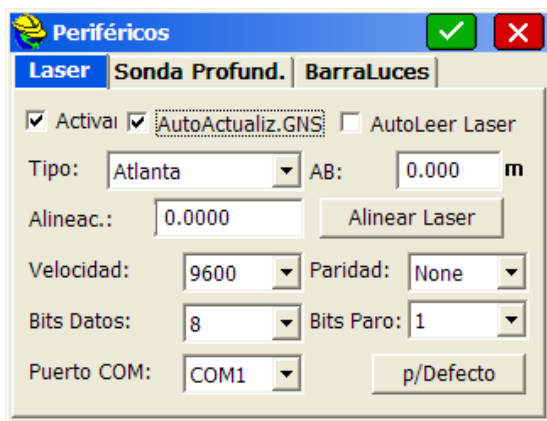 Periféricos
Laser Sonda Profund. BarraLuces
Activar AutoActualiz.GNS AutoLeer Laser
Tipo: Atlanta AB: 0.000 m
Alineac.: 0.0000 Alinear Laser
Velocidad: 9600 Paridad: None
Bits Datos: 8 Bits Paro: 1
Puerto COM: COM1 p/Defecto